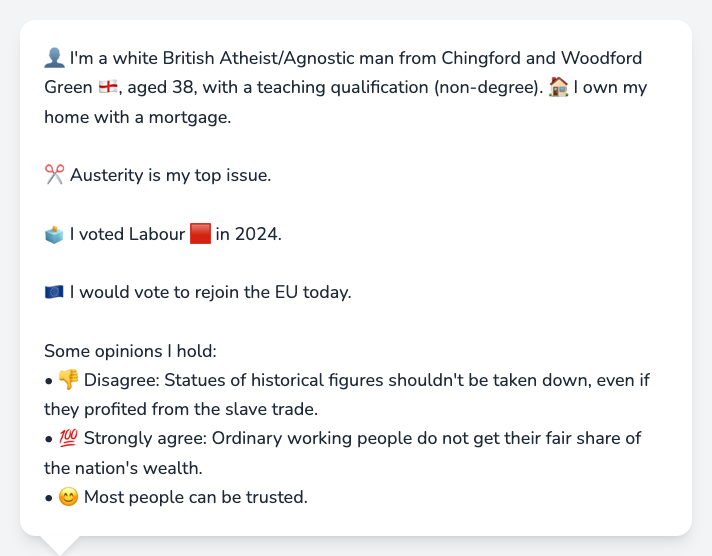 👤 I'm a white British Atheist/Agnostic man from Chingford and Woodford
Green 🏴󠁧󠁢󠁥󠁮󠁧󠁿, aged 38, with a teaching qualification (non-degree). 🏠 I own my
home with a mortgage.
✂️ Austerity is my top issue.
🗳️ I voted Labour 🟥 in 2024.
🇪🇺 I would vote to rejoin the EU today.
Some opinions I hold:
• 👎 Disagree: Statues of historical figures shouldn't be taken down, even if
they profited from the slave trade.
• 💯 Strongly agree: Ordinary working people do not get their fair share of
the nation's wealth.
• 😊 Most people can be trusted.